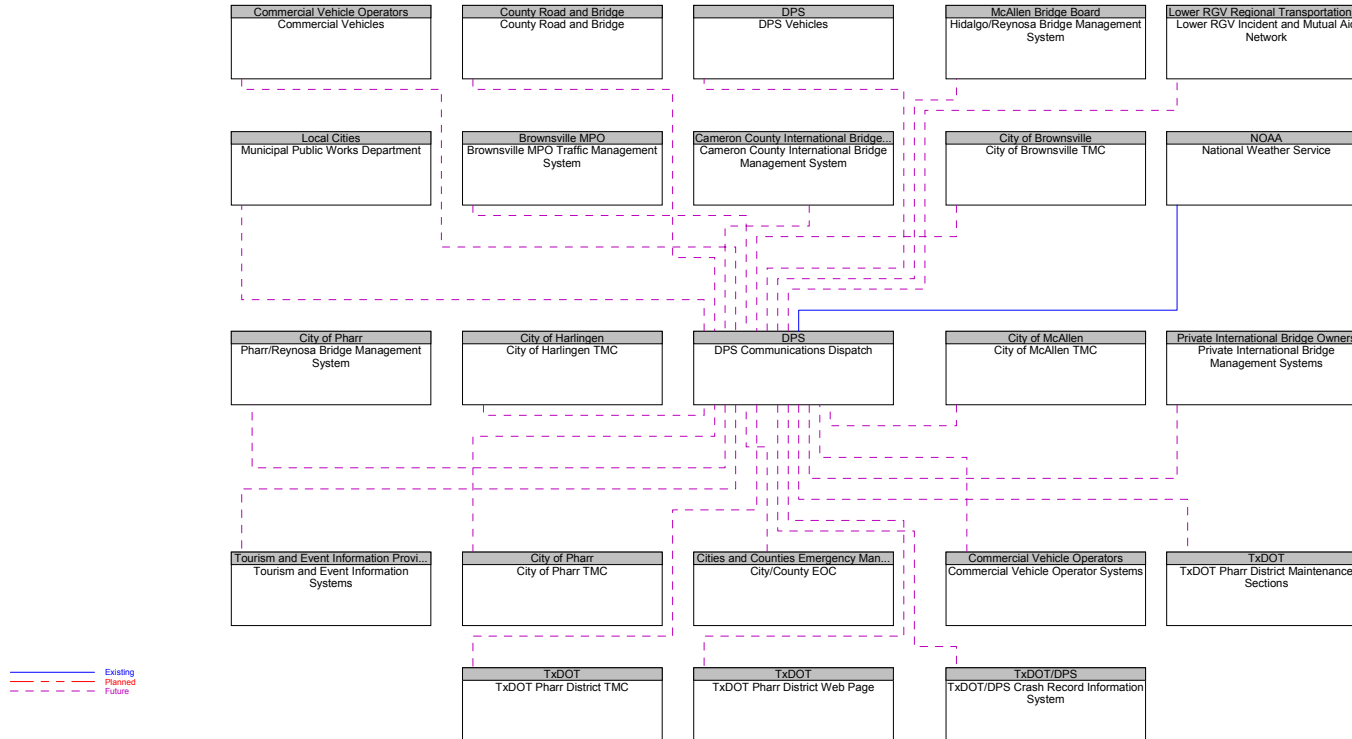 Commercial Vehicle Operators
Commercial Vehicles
County Road and Bridge
County Road and Bridge
DPS
DPS Vehicles
McAllen Bridge Board
Hidalgo/Reynosa Bridge Management
System
Lower RGV Regional Transportation
Lower RGV Incident and Mutual Aid
Network
Local Cities
Municipal Public Works Department
Brownsville MPO
Brownsville MPO Traffic Management
System
Cameron County International Bridge...
Cameron County International Bridge
Management System
City of Brownsville
City of Brownsville TMC
NOAA
National Weather Service
City of Pharr
Pharr/Reynosa Bridge Management
System
City of Harlingen
City of Harlingen TMC
DPS
DPS Communications Dispatch
City of McAllen
City of McAllen TMC
Private International Bridge Owners
Private International Bridge
Management Systems
Tourism and Event Information Provi...
Tourism and Event Information
Systems
City of Pharr
City of Pharr TMC
Cities and Counties Emergency Man...
City/County EOC
Commercial Vehicle Operators
Commercial Vehicle Operator Systems
TxDOT
TxDOT Pharr District Maintenance
Sections
TxDOT
TxDOT Pharr District TMC
TxDOT
TxDOT Pharr District Web Page
TxDOT/DPS
TxDOT/DPS Crash Record Information
System
Existing
Planned
Future